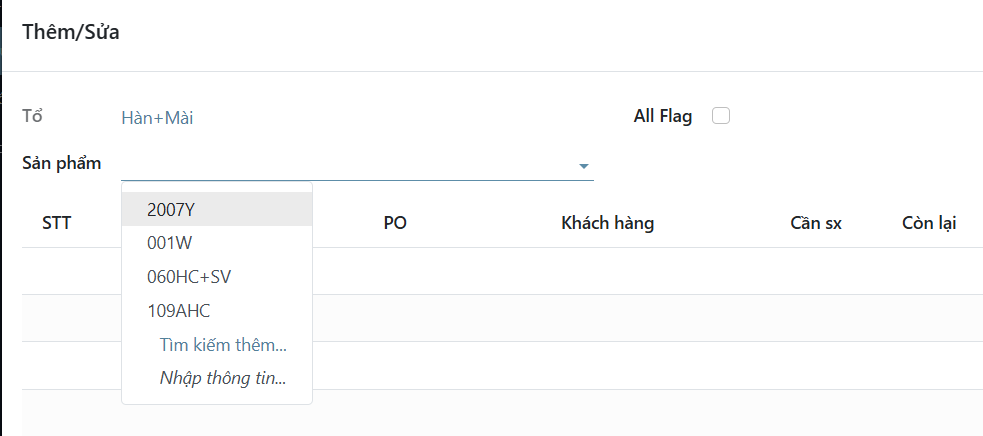 Thêm/Sửa
Tổ Hàn+Mài All Flag
Sản phẩm
STT PO Khách hàng Cần sx Còn lại
2007Y
001W
060HC+SV
109AHC
Tìm kiếm thêm...
Nhập thông tin...